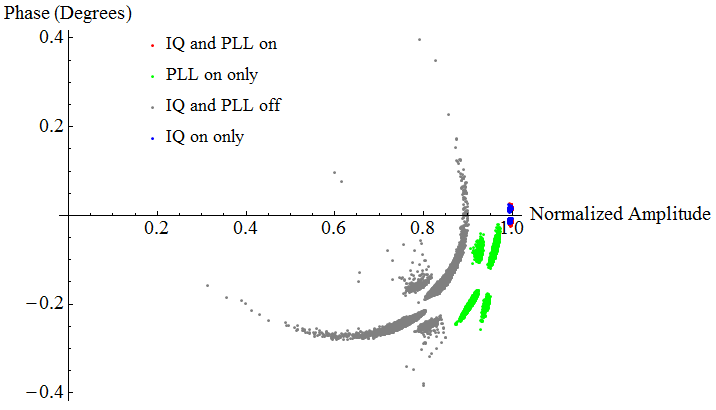 Phase (Degrees)
0.4
IQ and PLL on
PLL on only
IQ and PLL off
0.2
IQ on only
Normalized Amplitude
0.2
0.4
0.6
0.8
1.0
−0.2
−0.4